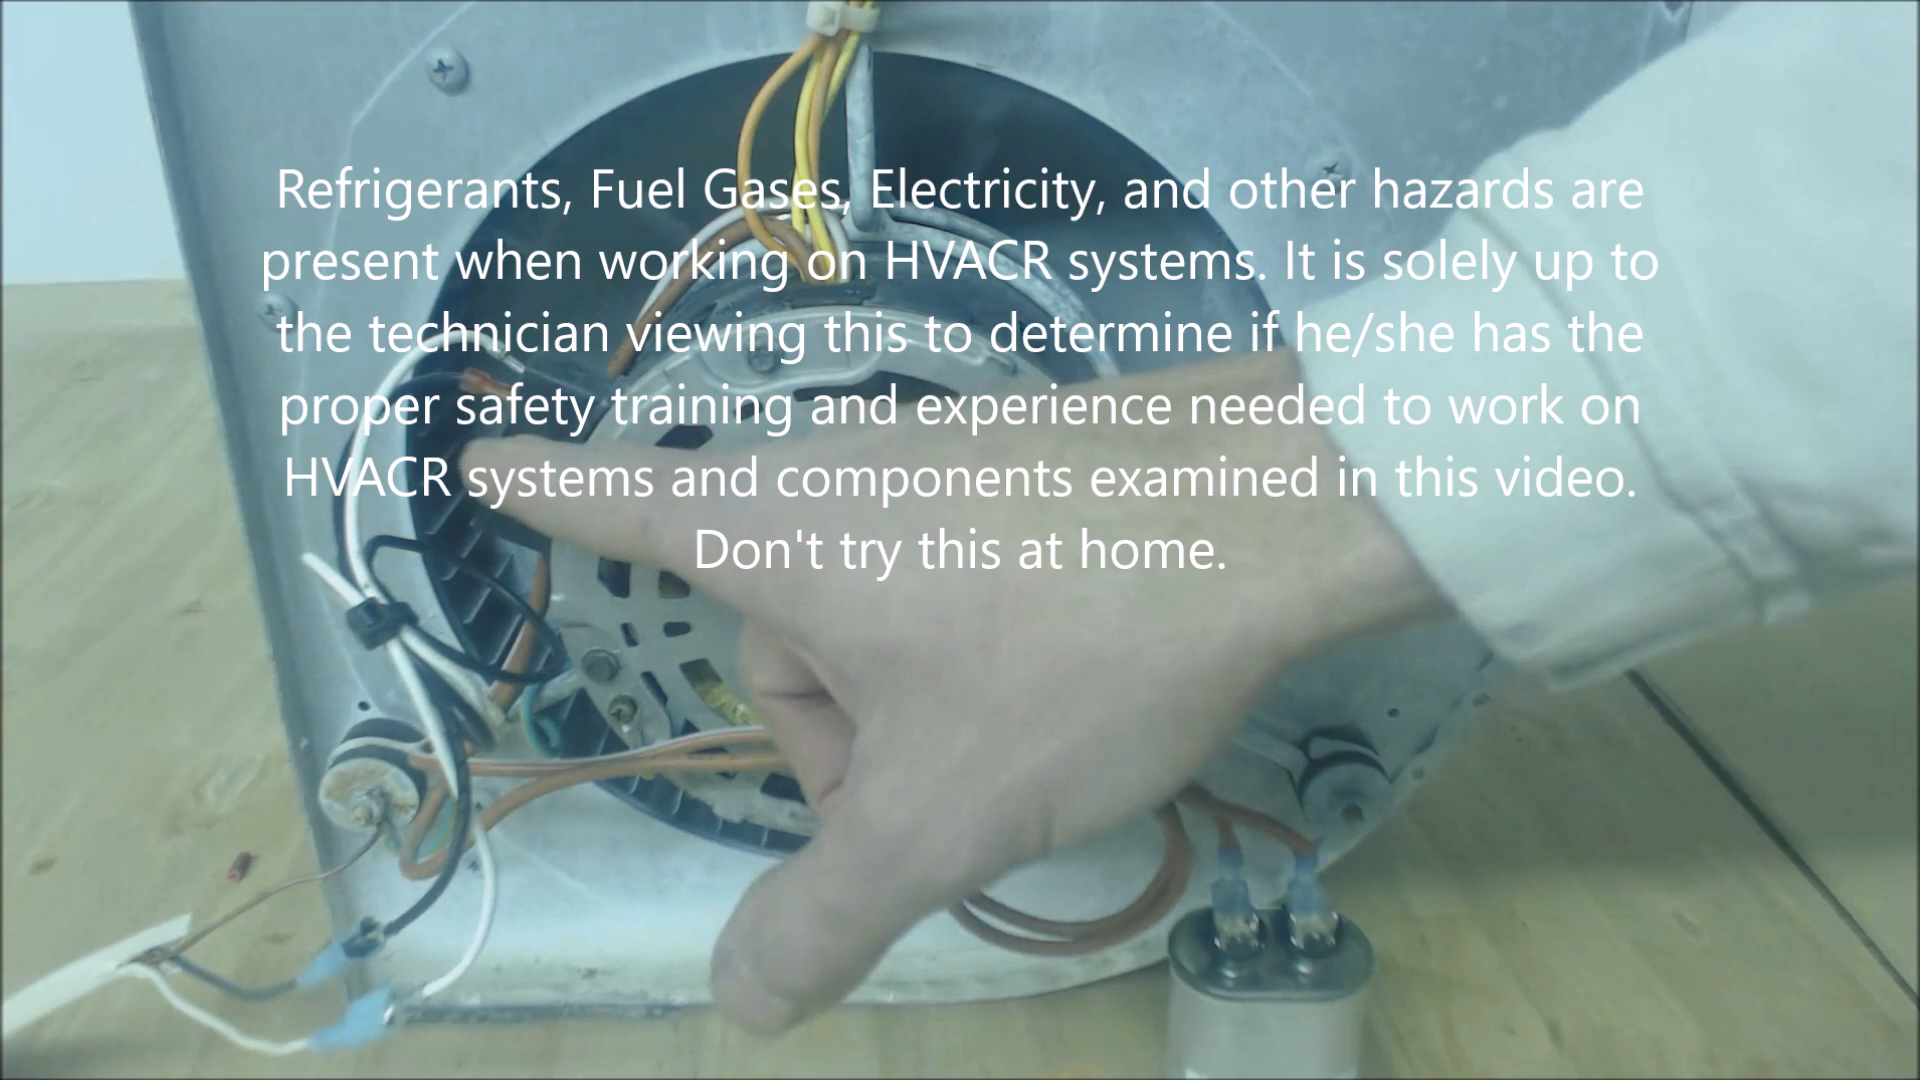 Refrigerants, Fuel Gases, Electricity, and other hazards are
present when working on HVACR systems. It is solely up to
the technician viewing this to determine if he/she has the
proper safety training and experience needed to work on
HVACR systems and components examined in this video.
Don't try this at home.